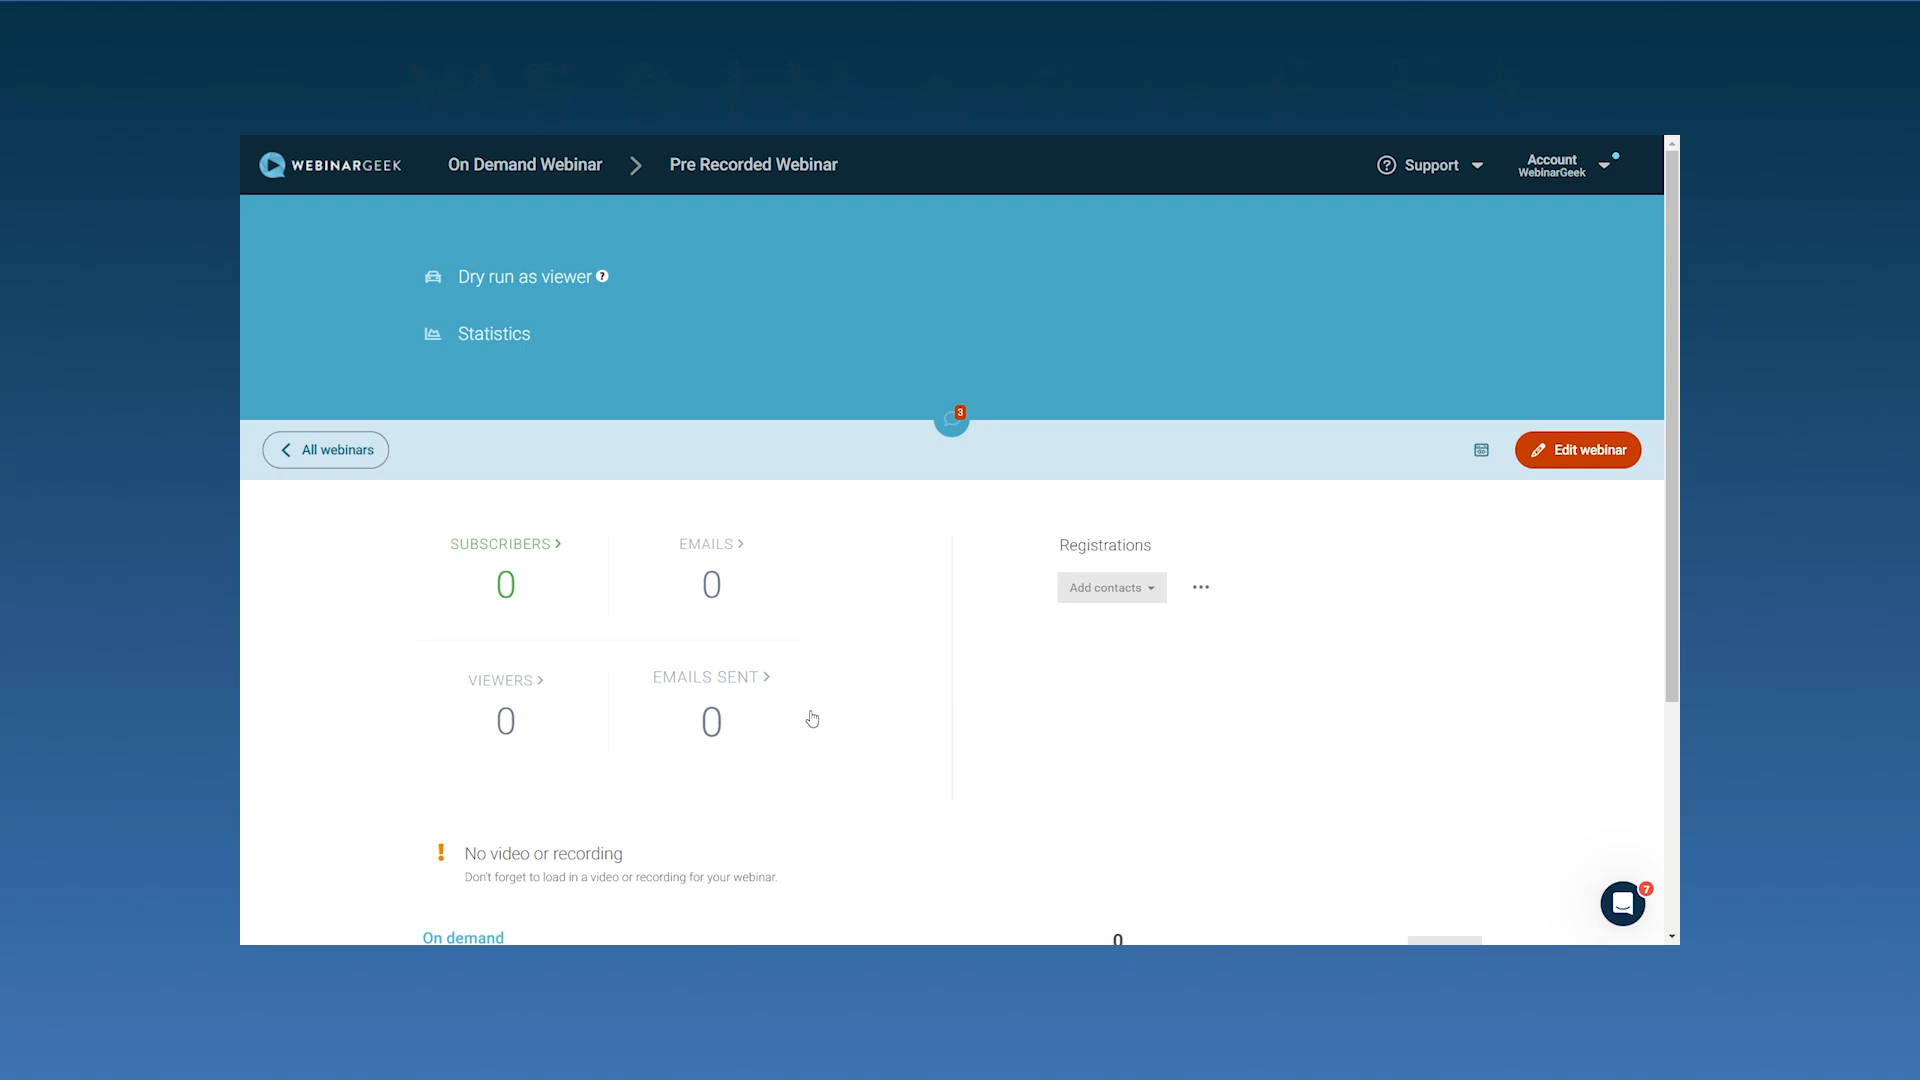 WEBINARGEEK
On Demand Webinar
Pre Recorded Webinar
? Support
Account
WebinarGeek
Dry run as viewer ?
Statistics
3
All webinars
Edit webinar
SUBSCRIBERS >
0
EMAILS >
0
VIEWERS >
0
EMAILS SENT >
0
Registrations
Add contacts
...
! No video or recording
Don't forget to load in a video or recording for your webinar.
7
On demand
0